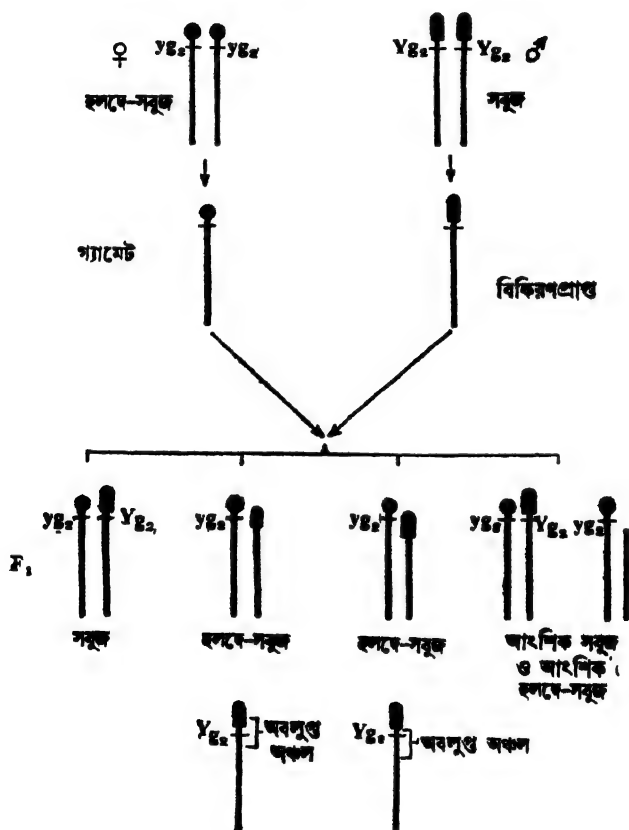 ♀ yg₂ yg₂ Yg₂ Yg₂ ♂
হলদে-সবুজ সবুজ
গ্যামেট
বিকিরণপ্রাপ্ত
yg₂ Yg₂ yg₂ yg₂ yg₂ Yg₂ yg₂
F₁
সবুজ হলদে-সবুজ হলদে-সবুজ আংশিক সবুজ
ও আংশিক
হলদে-সবুজ
Yg₂ অবলুপ্ত Yg₂ অবলুপ্ত অঞ্চল
অঞ্চল